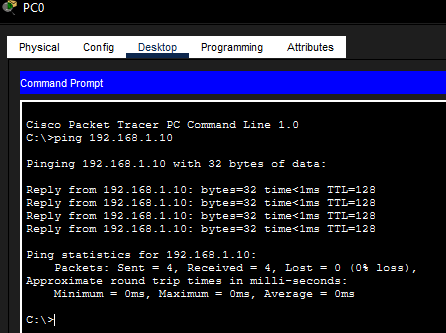 PC0
Physical Config Desktop Programming Attributes
Command Prompt
Cisco Packet Tracer PC Command Line 1.0
C:\>ping 192.168.1.10
Pinging 192.168.1.10 with 32 bytes of data:
Reply from 192.168.1.10: bytes=32 time<1ms TTL=128
Reply from 192.168.1.10: bytes=32 time<1ms TTL=128
Reply from 192.168.1.10: bytes=32 time<1ms TTL=128
Reply from 192.168.1.10: bytes=32 time<1ms TTL=128
Ping statistics for 192.168.1.10:
Packets: Sent = 4, Received = 4, Lost = 0 (0% loss),
Approximate round trip times in milli-seconds:
Minimum = 0ms, Maximum = 0ms, Average = 0ms
C:\>